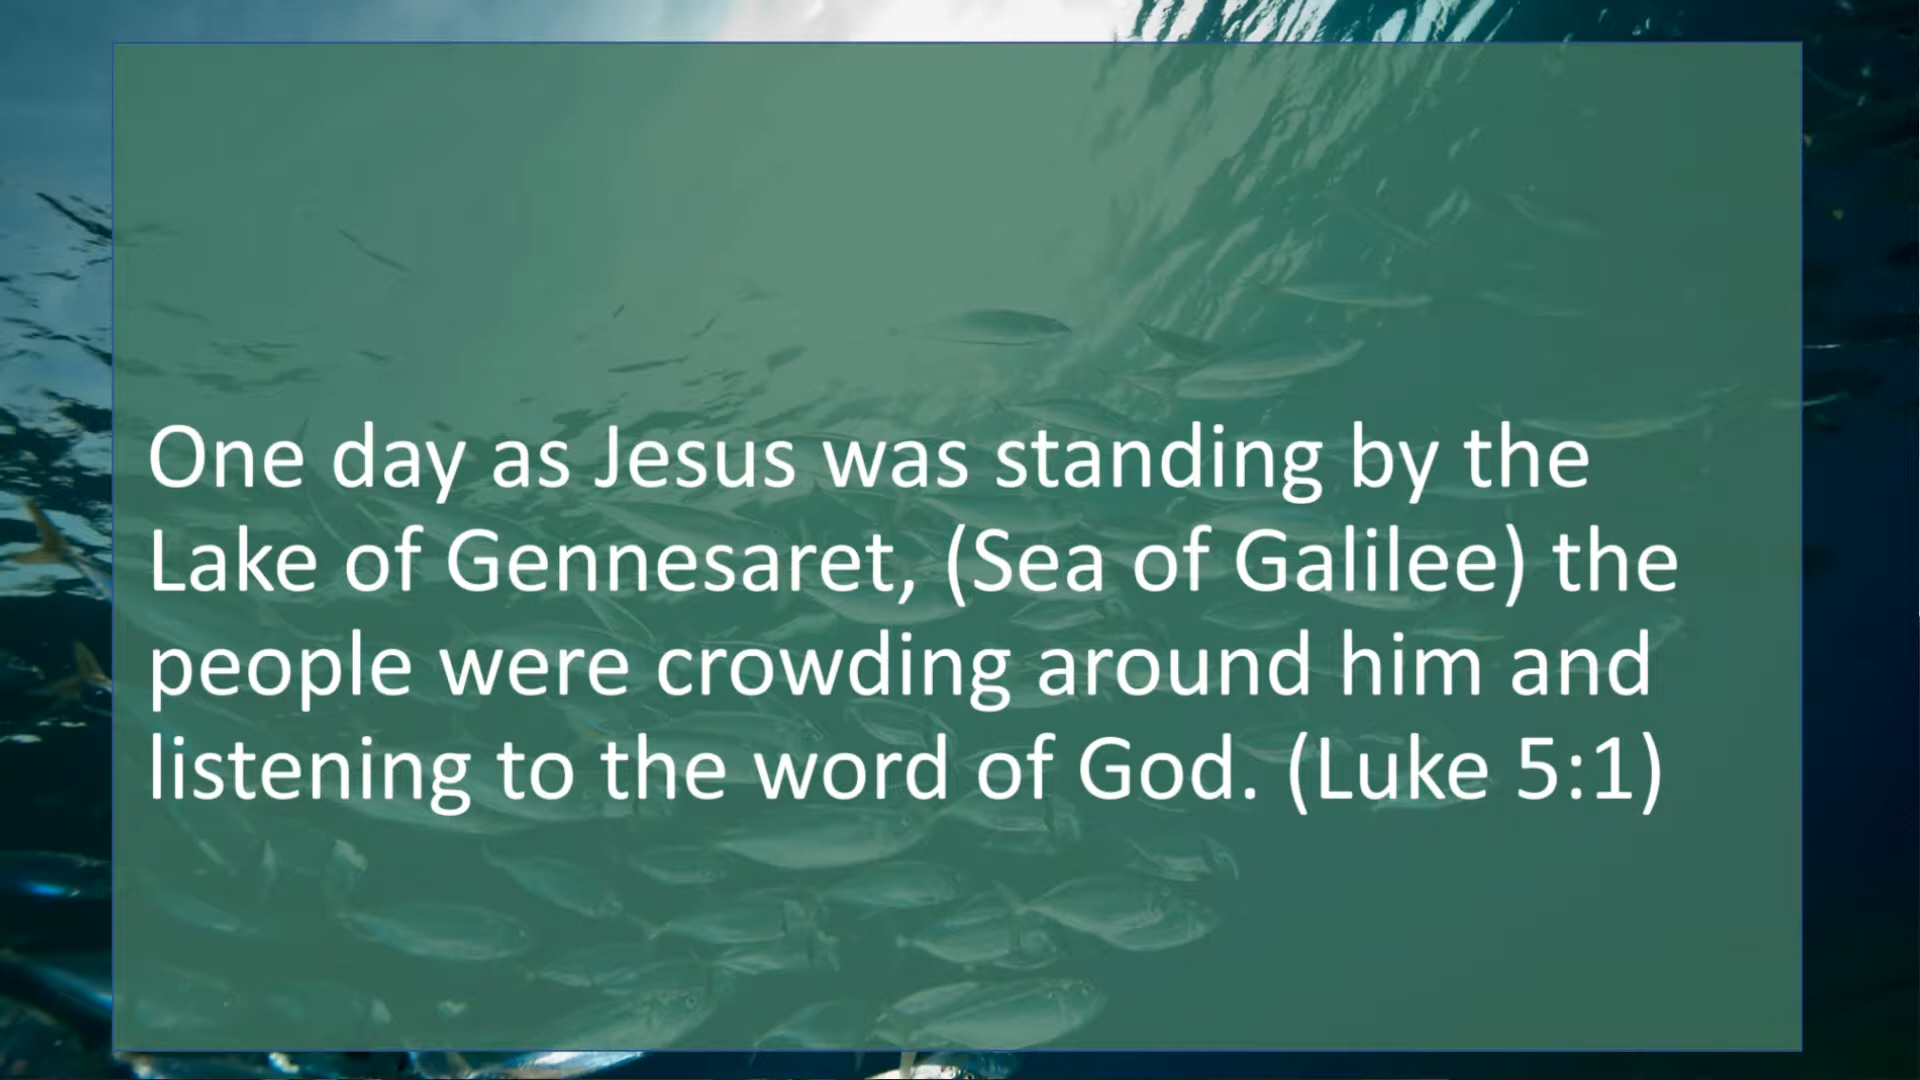 One day as Jesus was standing by the
Lake of Gennesaret, (Sea of Galilee) the
people were crowding around him and
listening to the word of God. (Luke 5:1)